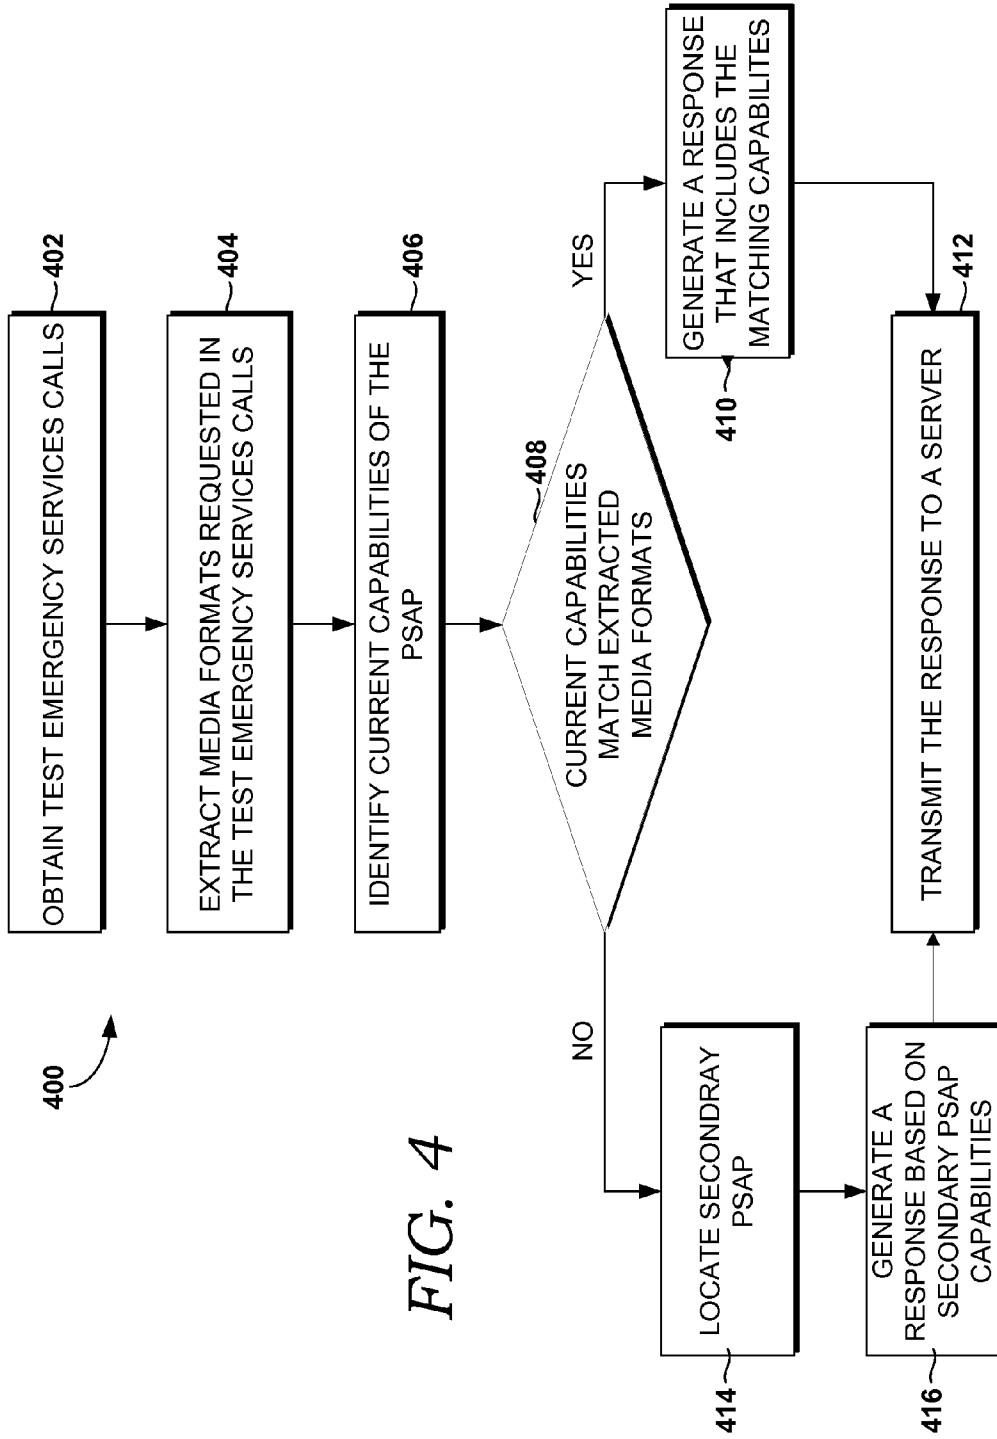 400
OBTAIN TEST EMERGENCY SERVICES CALLS
402
EXTRACT MEDIA FORMATS REQUESTED IN
THE TEST EMERGENCY SERVICES CALLS
404
IDENTIFY CURRENT CAPABILITIES OF THE
PSAP
406
CURRENT CAPABILITIES
MATCH EXTRACTED
MEDIA FORMATS
408
NO
YES
LOCATE SECONDRAY
PSAP
414
GENERATE A RESPONSE
THAT INCLUDES THE
MATCHING CAPABILITES
410
GENERATE A
RESPONSE BASED ON
SECONDARY PSAP
CAPABILITIES
416
TRANSMIT THE RESPONSE TO A SERVER
412
FIG. 4